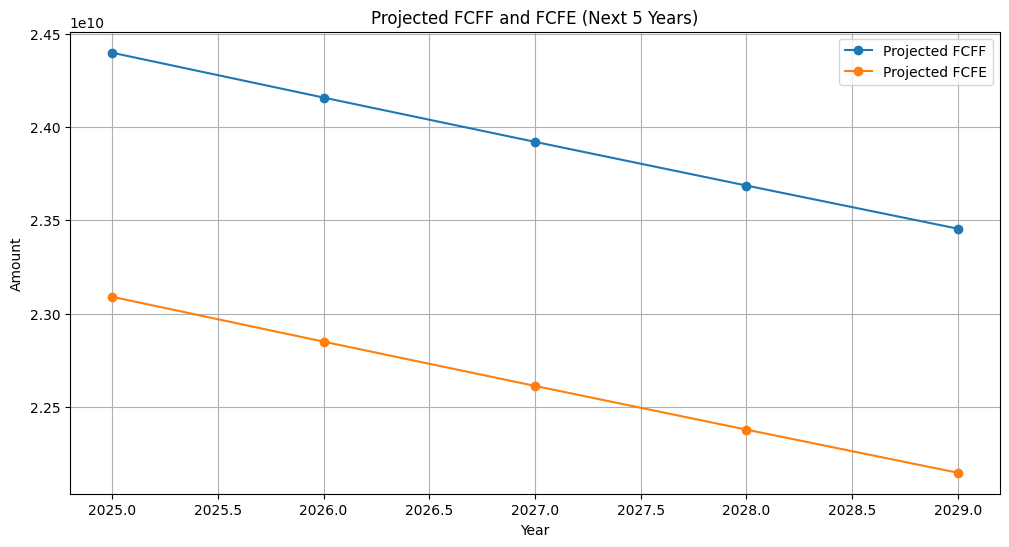 Projected FCFF and FCFE (Next 5 Years)
1e10
Projected FCFF
Projected FCFE
2.45
2.40
2.35
2.30
2.25
Amount
2025.0 2025.5 2026.0 2026.5 2027.0 2027.5 2028.0 2028.5 2029.0
Year